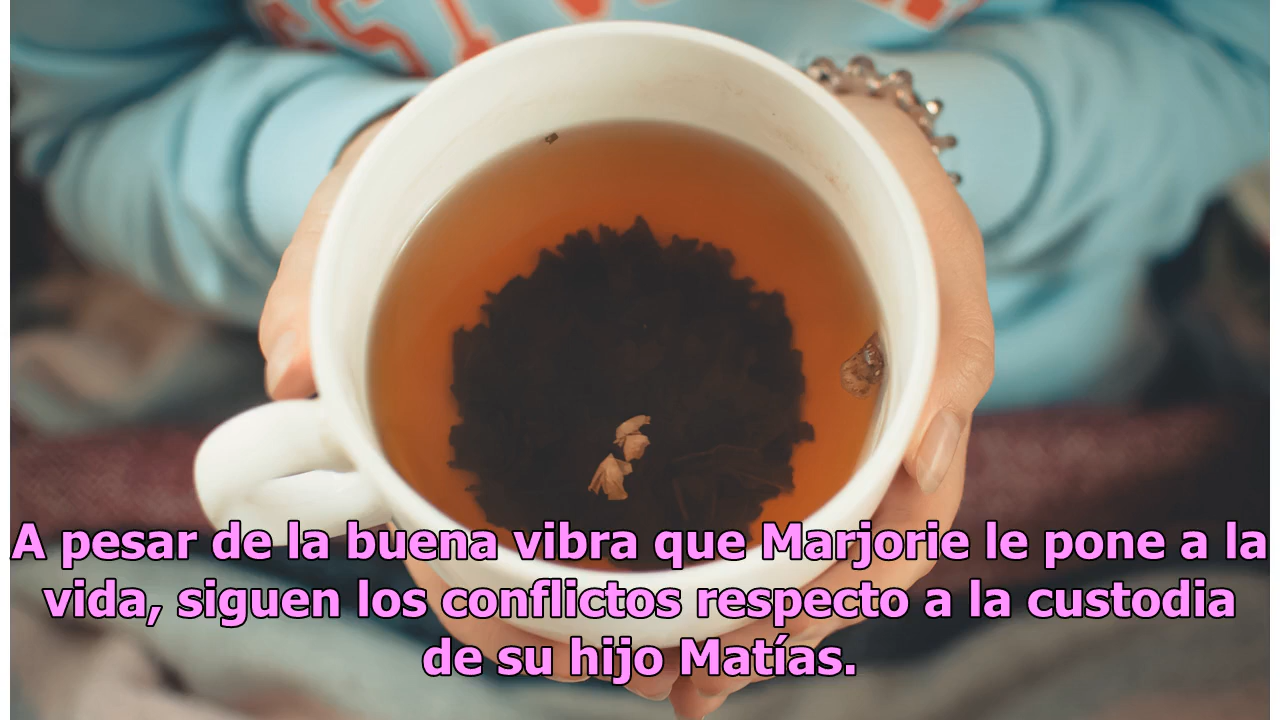 A pesar de la buena vibra que Marjorie le pone a la
vida, siguen los conflictos respecto a la custodia
de su hijo Matías.